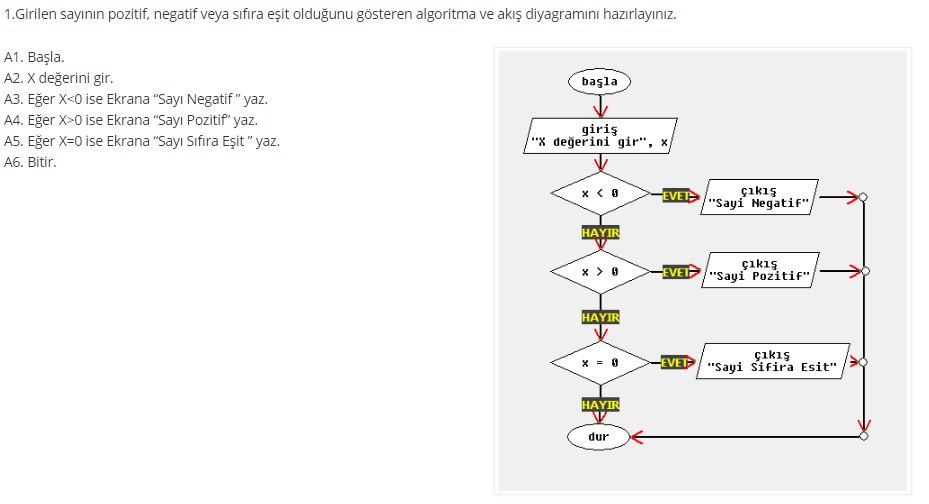 1.Girilen sayının pozitif, negatif veya sıfıra eşit olduğunu gösteren algoritma ve akış diyagramını hazırlayınız.
A1. Başla.
A2. X değerini gir.
A3. Eğer X<0 ise Ekrana “Sayı Negatif ” yaz.
A4. Eğer X>0 ise Ekrana “Sayı Pozitif” yaz.
A5. Eğer X=0 ise Ekrana “Sayı Sıfıra Eşit ” yaz.
A6. Bitir.
başla
giriş
"X değerini gir", x
x < 0
EVET
çıkış
"Sayi Negatif"
HAYIR
x > 0
EVET
çıkış
"Sayi Pozitif"
HAYIR
x = 0
EVET
çıkış
"Sayi Sifira Esit"
HAYIR
dur